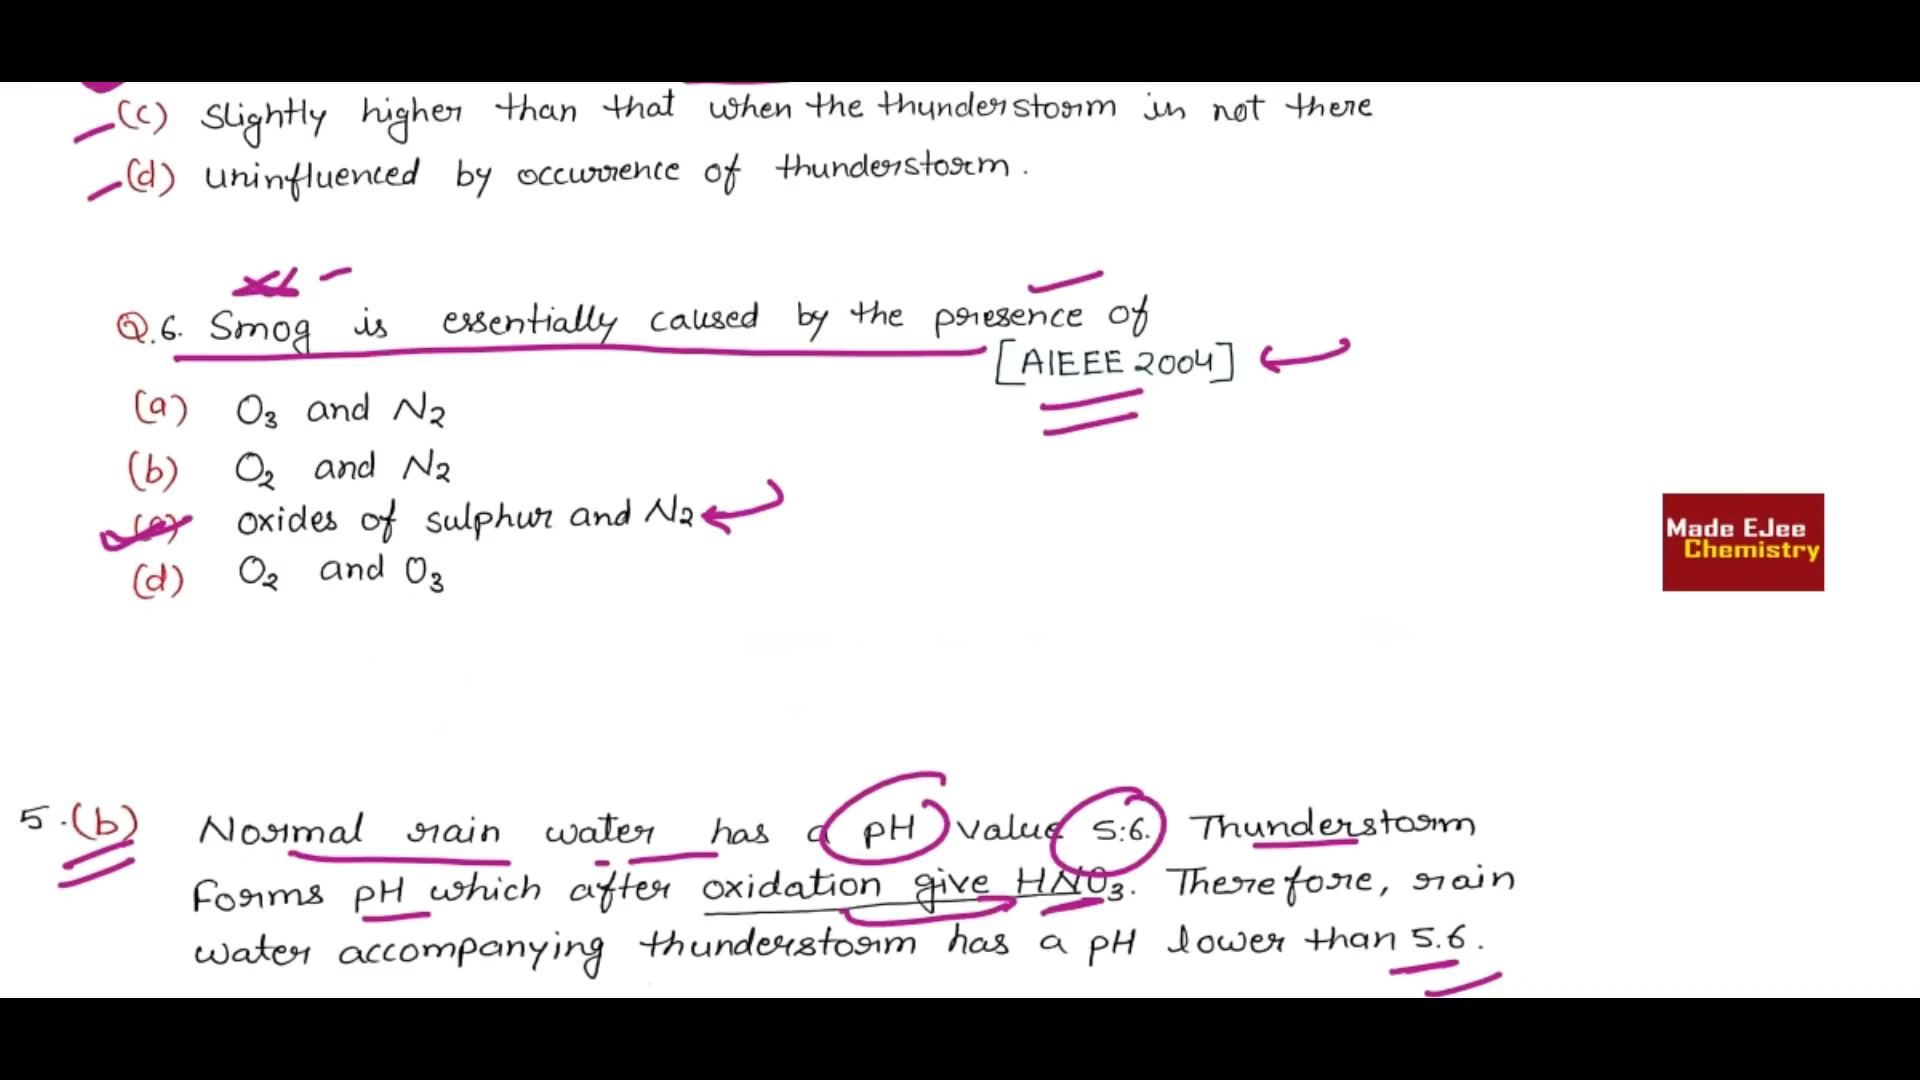 (c) slightly higher than that when the thunderstorm in not there
(d) uninfluenced by occurrence of thunderstorm.
Q.6. Smog is essentially caused by the presence of
[AIEEE 2004]
(a) O₃ and N₂
(b) O₂ and N₂
(c) oxides of sulphur and N₂
(d) O₂ and O₃
Made EJee
Chemistry
5.(b) Normal rain water has a pH value 5.6. Thunderstorm
Forms pH which after oxidation give HNO₃. Therefore, rain
water accompanying thunderstorm has a pH lower than 5.6.